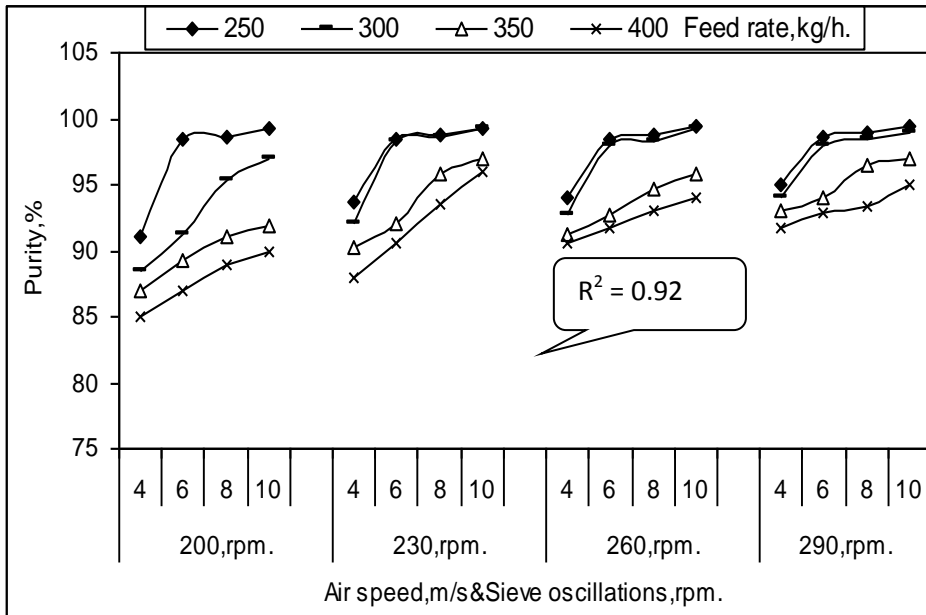 250 300 350 400 Feed rate,kg/h.
105
100
95
90
85
80
75
Purity,%
R² = 0.92
4 6 8 10 4 6 8 10 4 6 8 10 4 6 8 10
200,rpm. 230,rpm. 260,rpm. 290,rpm.
Air speed,m/s&Sieve oscillations,rpm.